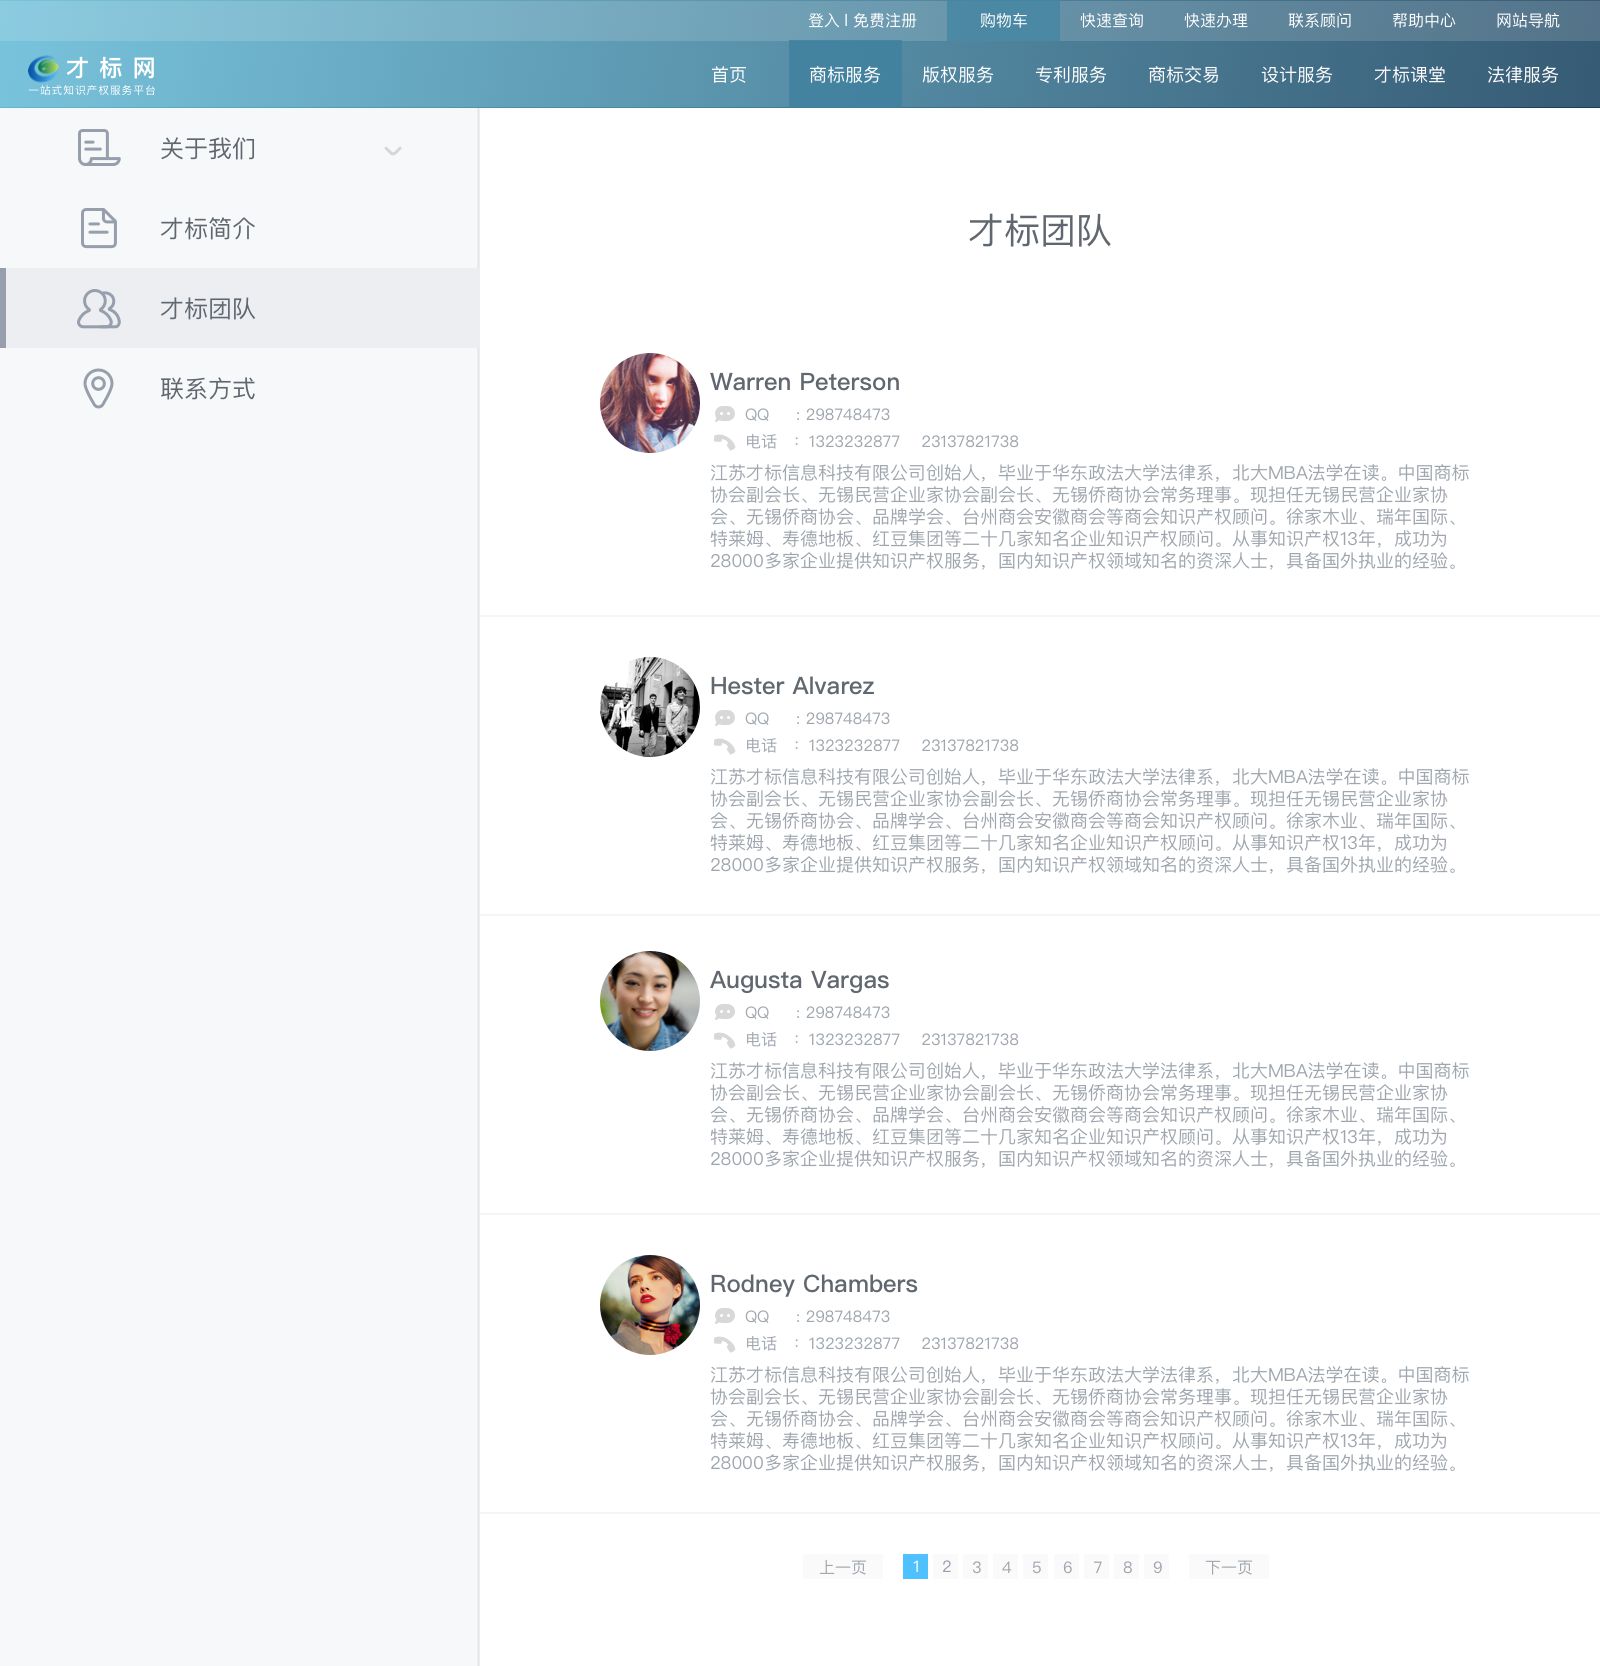 登入 | 免费注册 购物车 快速查询 快速办理 联系顾问 帮助中心 网站导航
才标网
一站式知识产权服务平台
首页 商标服务 版权服务 专利服务 商标交易 设计服务 才标课堂 法律服务
关于我们
才标简介
才标团队
联系方式
才标团队
Warren Peterson
QQ : 298748473
电话 : 1323232877 23137821738
江苏才标信息科技有限公司创始人，毕业于华东政法大学法律系，北大MBA法学在读。中国商标
协会副会长、无锡民营企业家协会副会长、无锡侨商协会常务理事。现担任无锡民营企业家协
会、无锡侨商协会、品牌学会、台州商会安徽商会等商会知识产权顾问。徐家木业、瑞年国际、
特莱姆、寿德地板、红豆集团等二十几家知名企业知识产权顾问。从事知识产权13年，成功为
28000多家企业提供知识产权服务，国内知识产权领域知名的资深人士，具备国外执业的经验。
Hester Alvarez
QQ : 298748473
电话 : 1323232877 23137821738
江苏才标信息科技有限公司创始人，毕业于华东政法大学法律系，北大MBA法学在读。中国商标
协会副会长、无锡民营企业家协会副会长、无锡侨商协会常务理事。现担任无锡民营企业家协
会、无锡侨商协会、品牌学会、台州商会安徽商会等商会知识产权顾问。徐家木业、瑞年国际、
特莱姆、寿德地板、红豆集团等二十几家知名企业知识产权顾问。从事知识产权13年，成功为
28000多家企业提供知识产权服务，国内知识产权领域知名的资深人士，具备国外执业的经验。
Augusta Vargas
QQ : 298748473
电话 : 1323232877 23137821738
江苏才标信息科技有限公司创始人，毕业于华东政法大学法律系，北大MBA法学在读。中国商标
协会副会长、无锡民营企业家协会副会长、无锡侨商协会常务理事。现担任无锡民营企业家协
会、无锡侨商协会、品牌学会、台州商会安徽商会等商会知识产权顾问。徐家木业、瑞年国际、
特莱姆、寿德地板、红豆集团等二十几家知名企业知识产权顾问。从事知识产权13年，成功为
28000多家企业提供知识产权服务，国内知识产权领域知名的资深人士，具备国外执业的经验。
Rodney Chambers
QQ : 298748473
电话 : 1323232877 23137821738
江苏才标信息科技有限公司创始人，毕业于华东政法大学法律系，北大MBA法学在读。中国商标
协会副会长、无锡民营企业家协会副会长、无锡侨商协会常务理事。现担任无锡民营企业家协
会、无锡侨商协会、品牌学会、台州商会安徽商会等商会知识产权顾问。徐家木业、瑞年国际、
特莱姆、寿德地板、红豆集团等二十几家知名企业知识产权顾问。从事知识产权13年，成功为
28000多家企业提供知识产权服务，国内知识产权领域知名的资深人士，具备国外执业的经验。
上一页 1 2 3 4 5 6 7 8 9 下一页